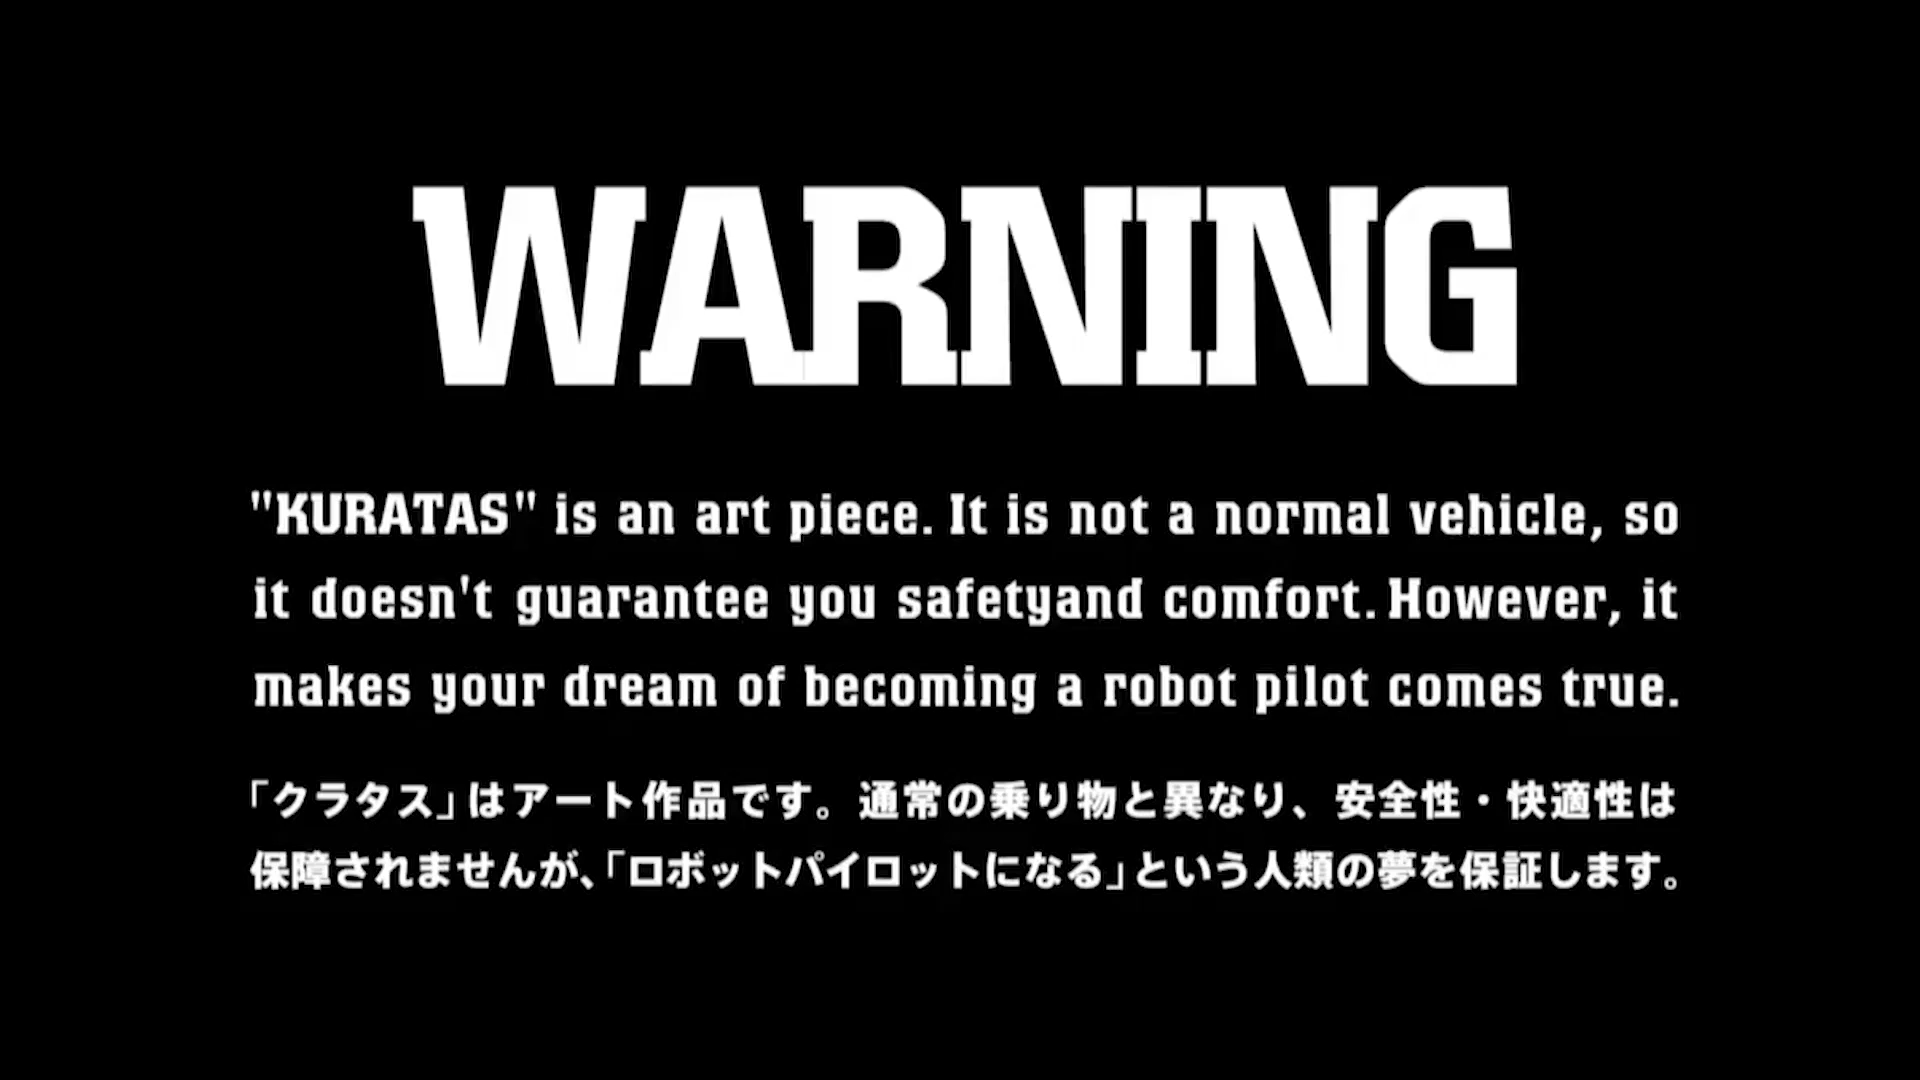 WARNING
"KURATAS" is an art piece. It is not a normal vehicle, so
it doesn't guarantee you safetyand comfort. However, it
makes your dream of becoming a robot pilot comes true.
「クラタス」はアート作品です。通常の乗り物と異なり、安全性・快適性は
保障されませんが、「ロボットパイロットになる」という人類の夢を保証します。